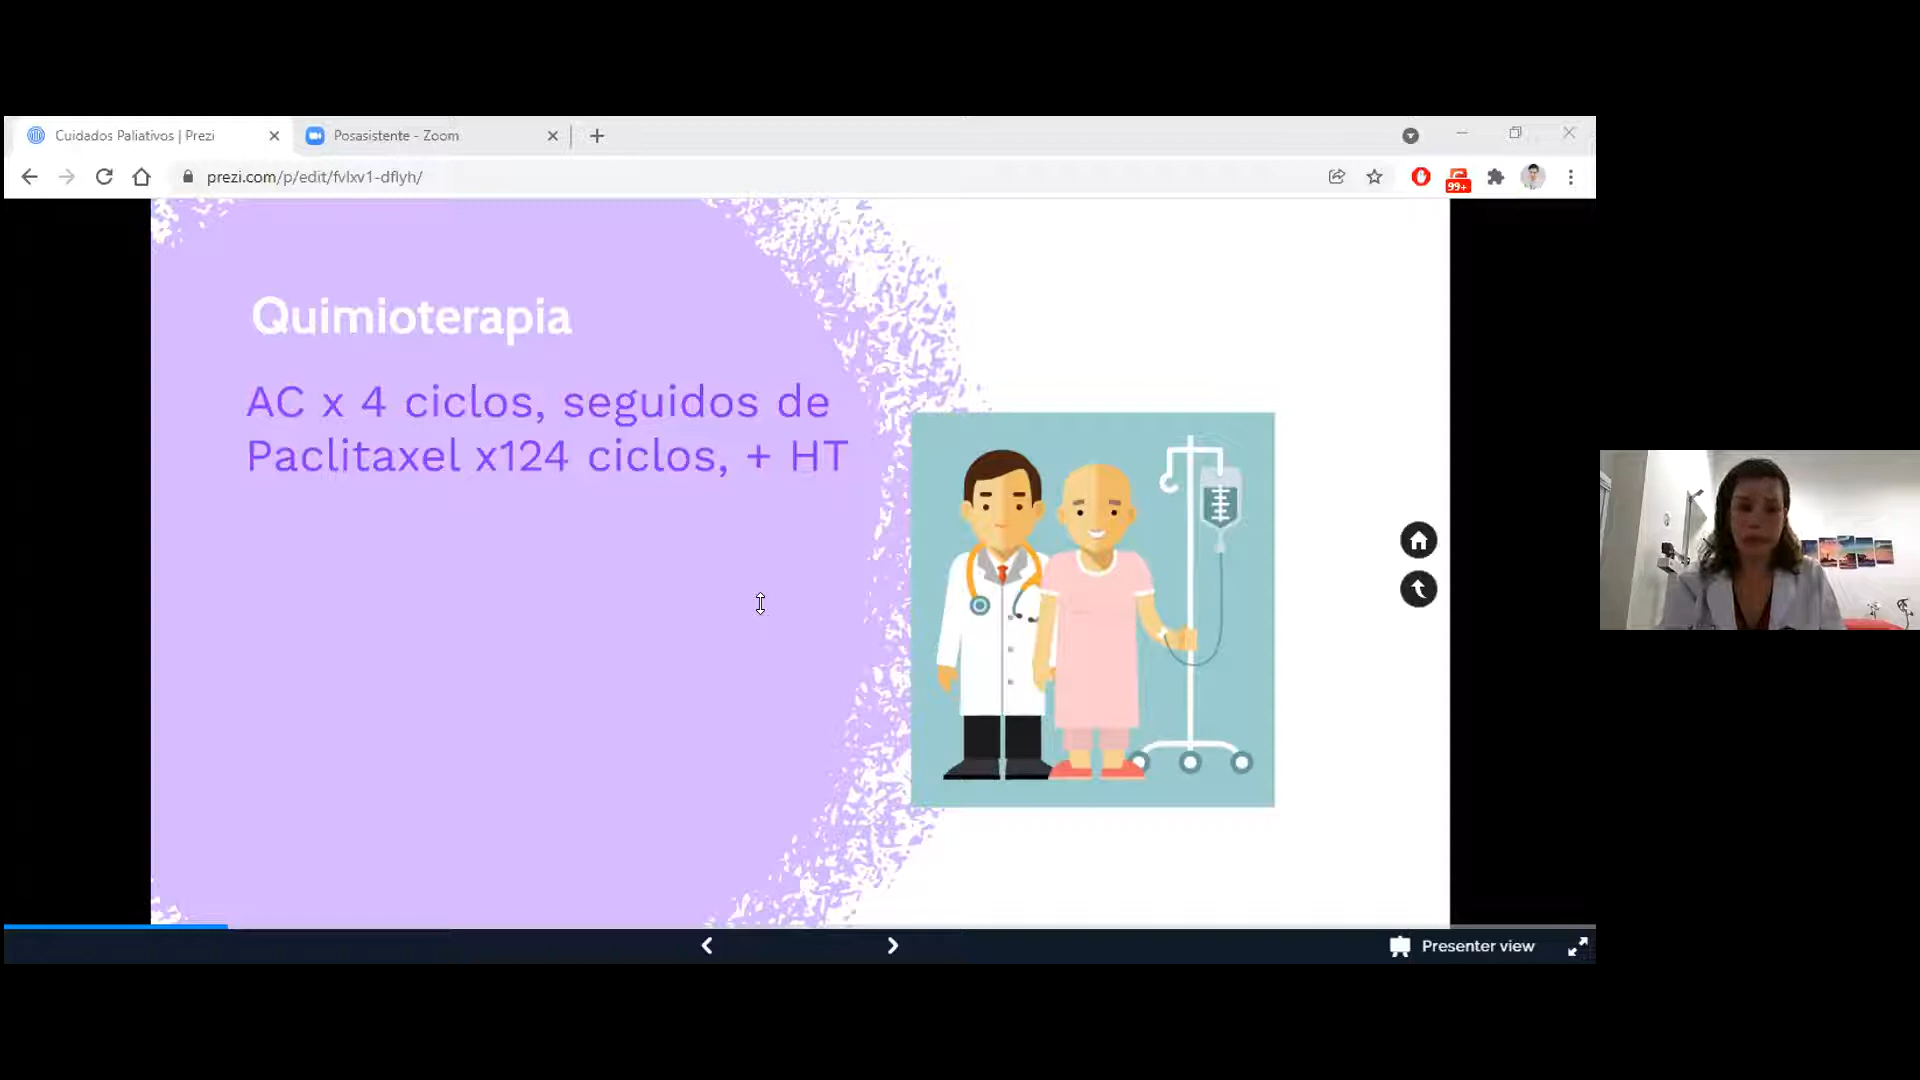 Cuidados Paliativos | Prezi
Posasistente - Zoom
prezi.com/p/edit/fvlxv1-dflyh/
99+
Quimioterapia
AC x 4 ciclos, seguidos de
Paclitaxel x124 ciclos, + HT
Presenter view